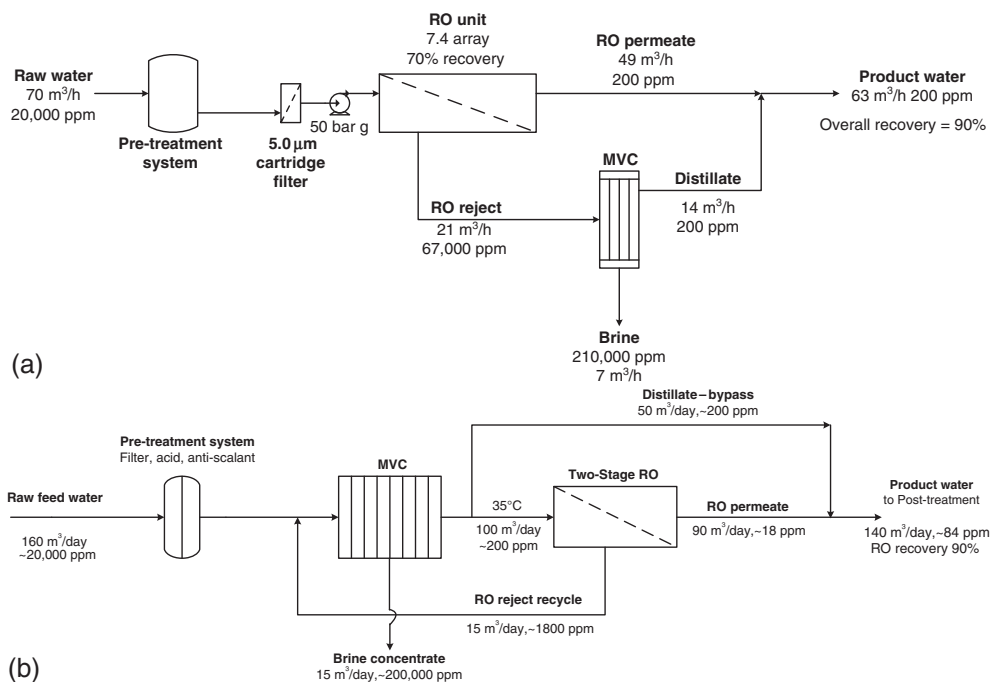 Raw water
70 m³/h
20,000 ppm
Pre-treatment
system
5.0 μm
cartridge
filter
50 bar g
RO unit
7.4 array
70% recovery
RO permeate
49 m³/h
200 ppm
Product water
63 m³/h 200 ppm
Overall recovery = 90%
RO reject
21 m³/h
67,000 ppm
MVC
Distillate
14 m³/h
200 ppm
Brine
210,000 ppm
7 m³/h
(a)
Distillate–bypass
50 m³/day,~200 ppm
Pre-treatment system
Filter, acid, anti-scalant
MVC
Two-Stage RO
Raw feed water
160 m³/day
~20,000 ppm
35°C
100 m³/day
~200 ppm
RO permeate
90 m³/day,~18 ppm
Product water
to Post-treatment
140 m³/day,~84 ppm
RO recovery 90%
RO reject recycle
15 m³/day,~1800 ppm
Brine concentrate
15 m³/day,~200,000 ppm
(b)